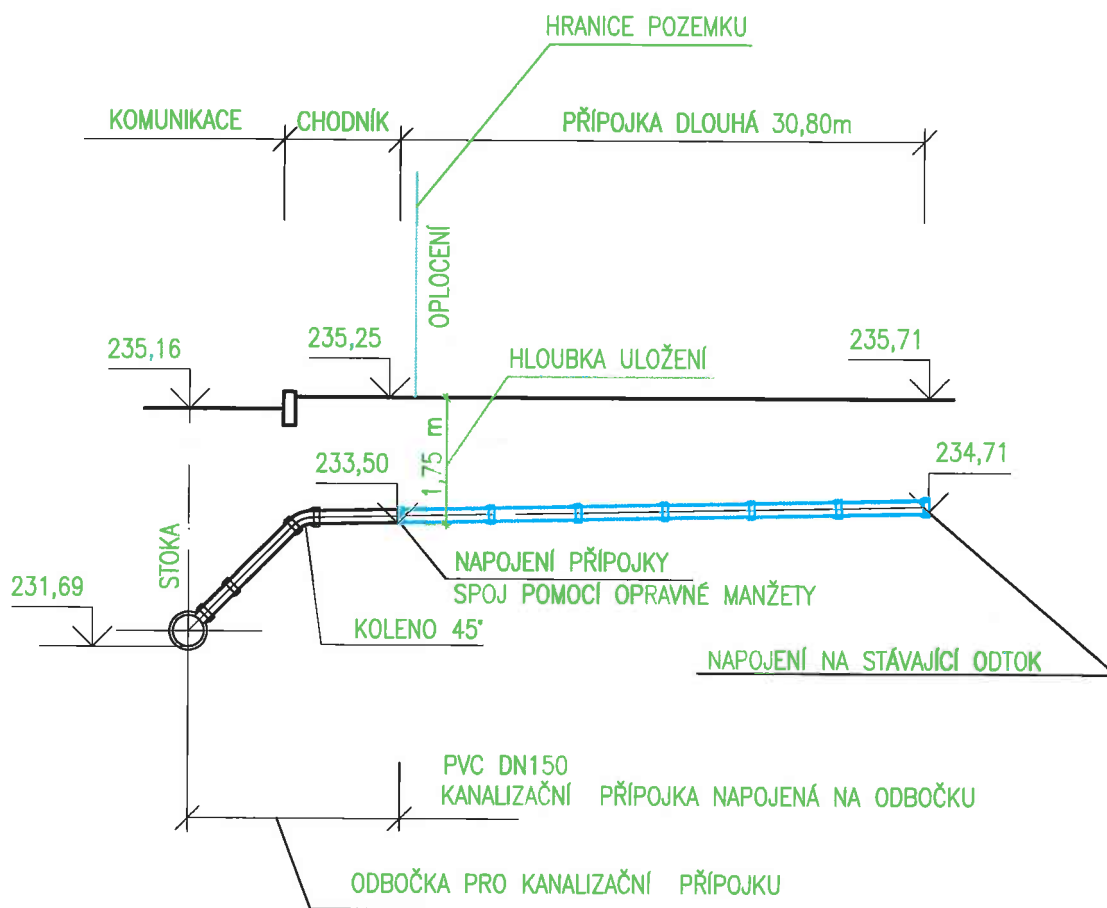 HRANICE POZEMKU
KOMUNIKACE
CHODNÍK
PŘÍPOJKA DLOUHÁ 30,80m
OPLOCENÍ
235,16
235,25
HLOUBKA ULOŽENÍ
235,71
1,75 m
233,50
234,71
STOKA
231,69
NAPOJENÍ PŘÍPOJKY
SPOJ POMOCÍ OPRAVNÉ MANŽETY
KOLENO 45°
NAPOJENÍ NA STÁVAJÍCÍ ODTOK
PVC DN150
KANALIZAČNÍ PŘÍPOJKA NAPOJENÁ NA ODBOČKU
ODBOČKA PRO KANALIZAČNÍ PŘÍPOJKU